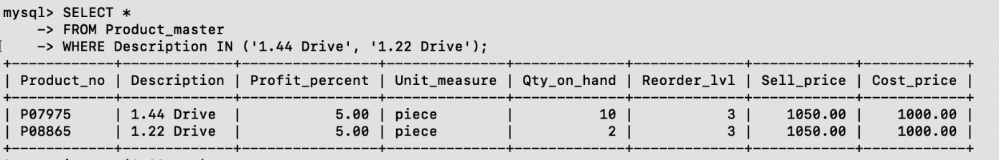 mysql> SELECT *
    -> FROM Product_master
    -> WHERE Description IN ('1.44 Drive', '1.22 Drive');
+------------+-------------+----------------+--------------+-------------+-------------+------------+------------+
| Product_no | Description | Profit_percent | Unit_measure | Qty_on_hand | Reorder_lvl | Sell_price | Cost_price |
+------------+-------------+----------------+--------------+-------------+-------------+------------+------------+
| P07975     | 1.44 Drive  |           5.00 | piece        |          10 |           3 |    1050.00 |    1000.00 |
| P08865     | 1.22 Drive  |           5.00 | piece        |           2 |           3 |    1050.00 |    1000.00 |
+------------+-------------+----------------+--------------+-------------+-------------+------------+------------+